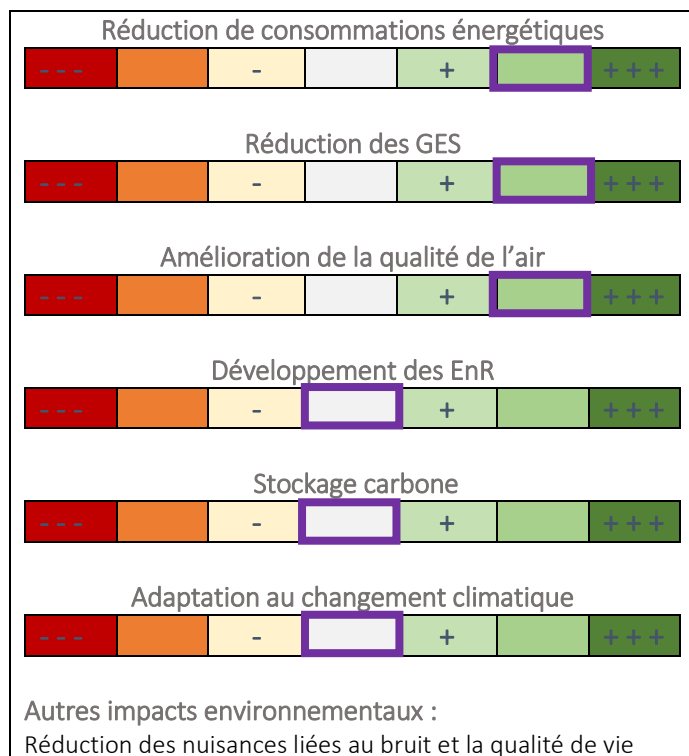 Réduction de consommations énergétiques
- - - - + + + +
Réduction des GES
- - - - + + + +
Amélioration de la qualité de l'air
- - - - + + + +
Développement des EnR
- - - - + + + +
Stockage carbone
- - - - + + + +
Adaptation au changement climatique
- - - - + + + +
Autres impacts environnementaux :
Réduction des nuisances liées au bruit et la qualité de vie